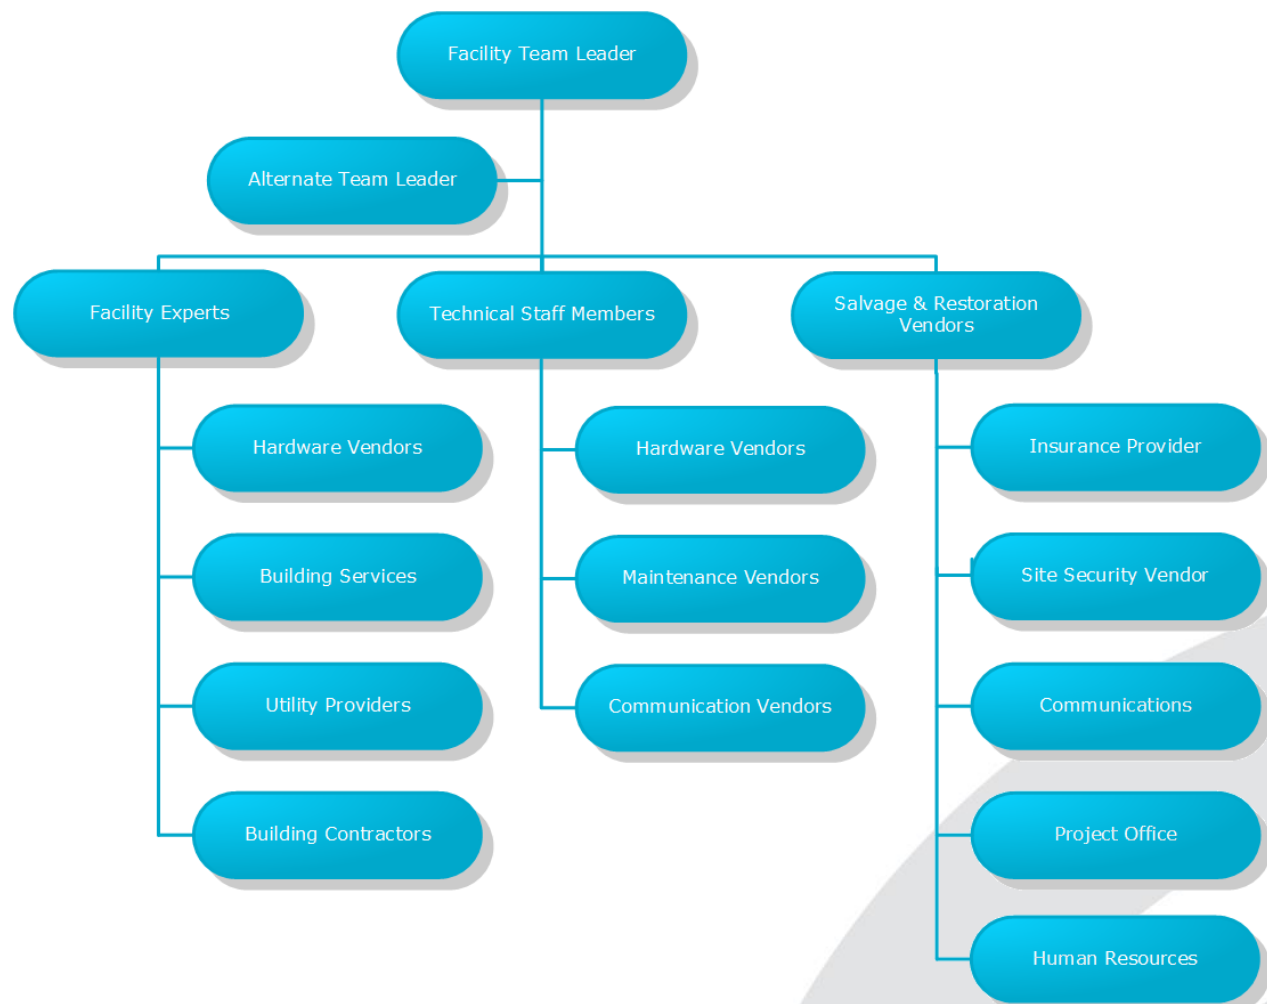 Facility Team Leader
Alternate Team Leader
Facility Experts
Technical Staff Members
Salvage & Restoration
Vendors
Hardware Vendors
Building Services
Utility Providers
Building Contractors
Hardware Vendors
Maintenance Vendors
Communication Vendors
Insurance Provider
Site Security Vendor
Communications
Project Office
Human Resources